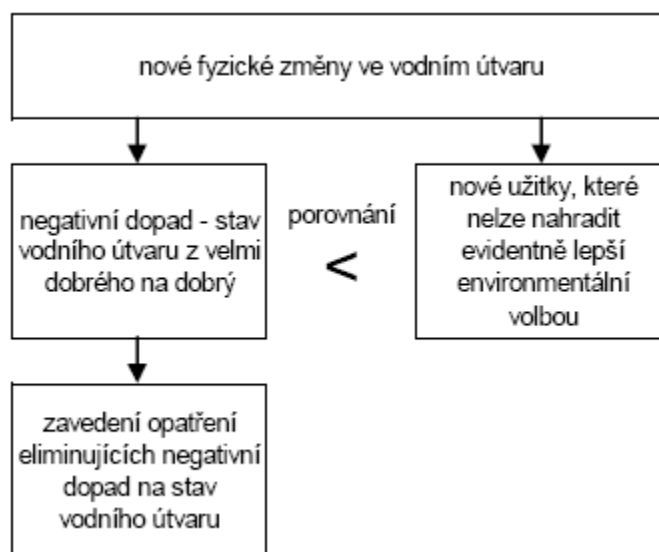 nové fyzické změny ve vodním útvaru
negativní dopad - stav
vodního útvaru z velmi
dobrého na dobrý
porovnání
<
nové užitky, které
nelze nahradit
evidentně lepší
environmentální
volbou
zavedení opatření
eliminujících negativní
dopad na stav
vodního útvaru